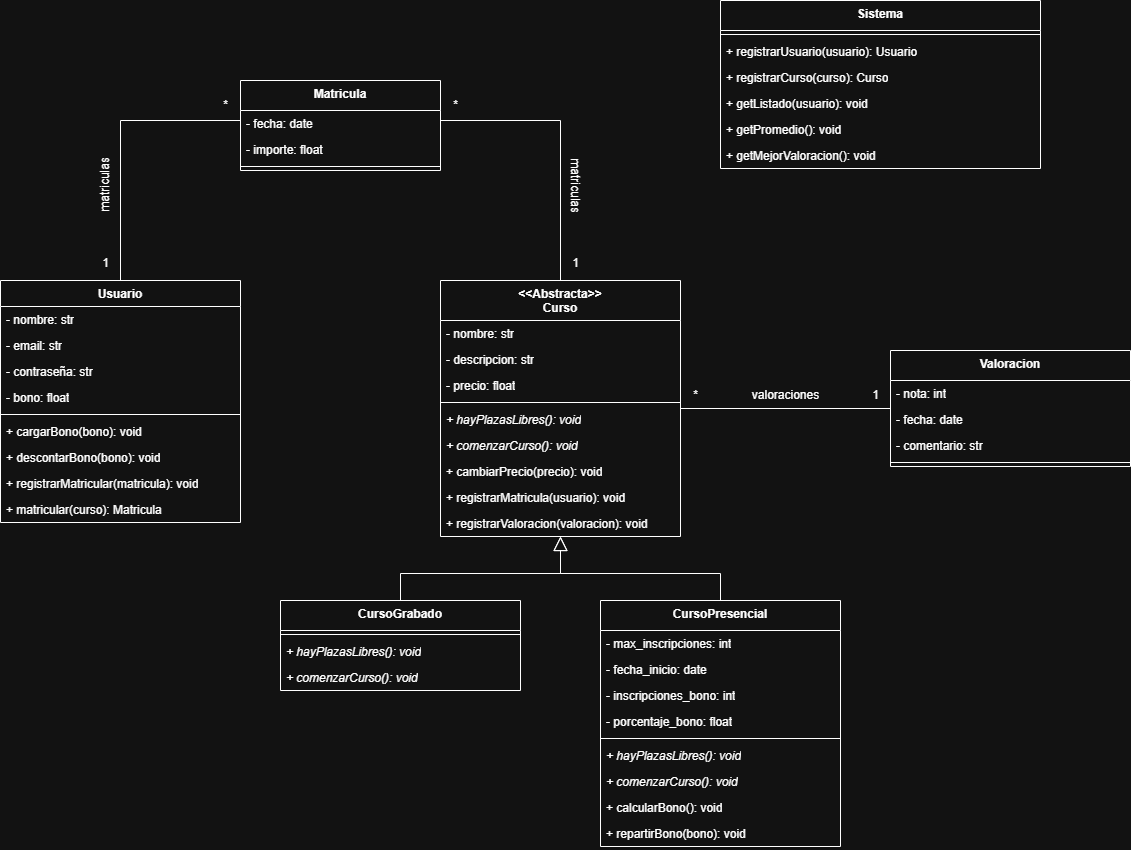 Sistema
+ registrarUsuario(usuario): Usuario
+ registrarCurso(curso): Curso
+ getListado(usuario): void
+ getPromedio(): void
+ getMejorValoracion(): void
*
Matricula
- fecha: date
- importe: float
*
matriculas
1
matriculas
1
Usuario
- nombre: str
- email: str
- contraseña: str
- bono: float
+ cargarBono(bono): void
+ descontarBono(bono): void
+ registrarMatricular(matricula): void
+ matricular(curso): Matricula
<<Abstracta>>
Curso
- nombre: str
- descripcion: str
- precio: float
+ hayPlazasLibres(): void
+ comenzarCurso(): void
+ cambiarPrecio(precio): void
+ registrarMatricula(usuario): void
+ registrarValoracion(valoracion): void
* valoraciones 1
Valoracion
- nota: int
- fecha: date
- comentario: str
CursoGrabado
+ hayPlazasLibres(): void
+ comenzarCurso(): void
CursoPresencial
- max_inscripciones: int
- fecha_inicio: date
- inscripciones_bono: int
- porcentaje_bono: float
+ hayPlazasLibres(): void
+ comenzarCurso(): void
+ calcularBono(): void
+ repartirBono(bono): void